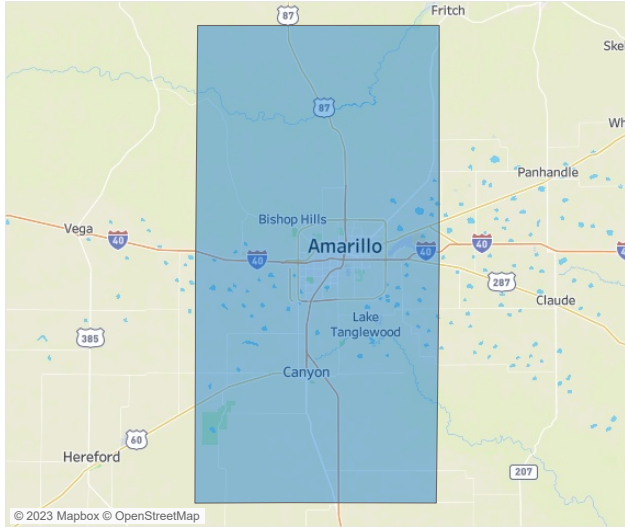 87
Fritch
Ske
87
Wh
Panhandle
Bishop Hills
Vega
40
Amarillo
40
40
40
4
287
Claude
385
Lake
Tanglewood
Canyon
60
Hereford
207
© 2023 Mapbox © OpenStreetMap